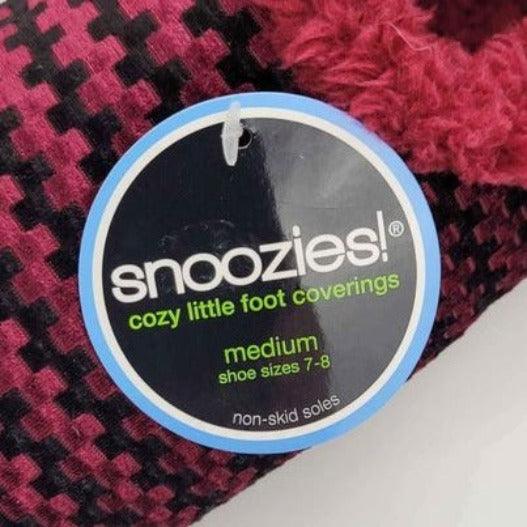 snoozies!®
cozy little foot coverings
medium
shoe sizes 7-8
non-skid soles